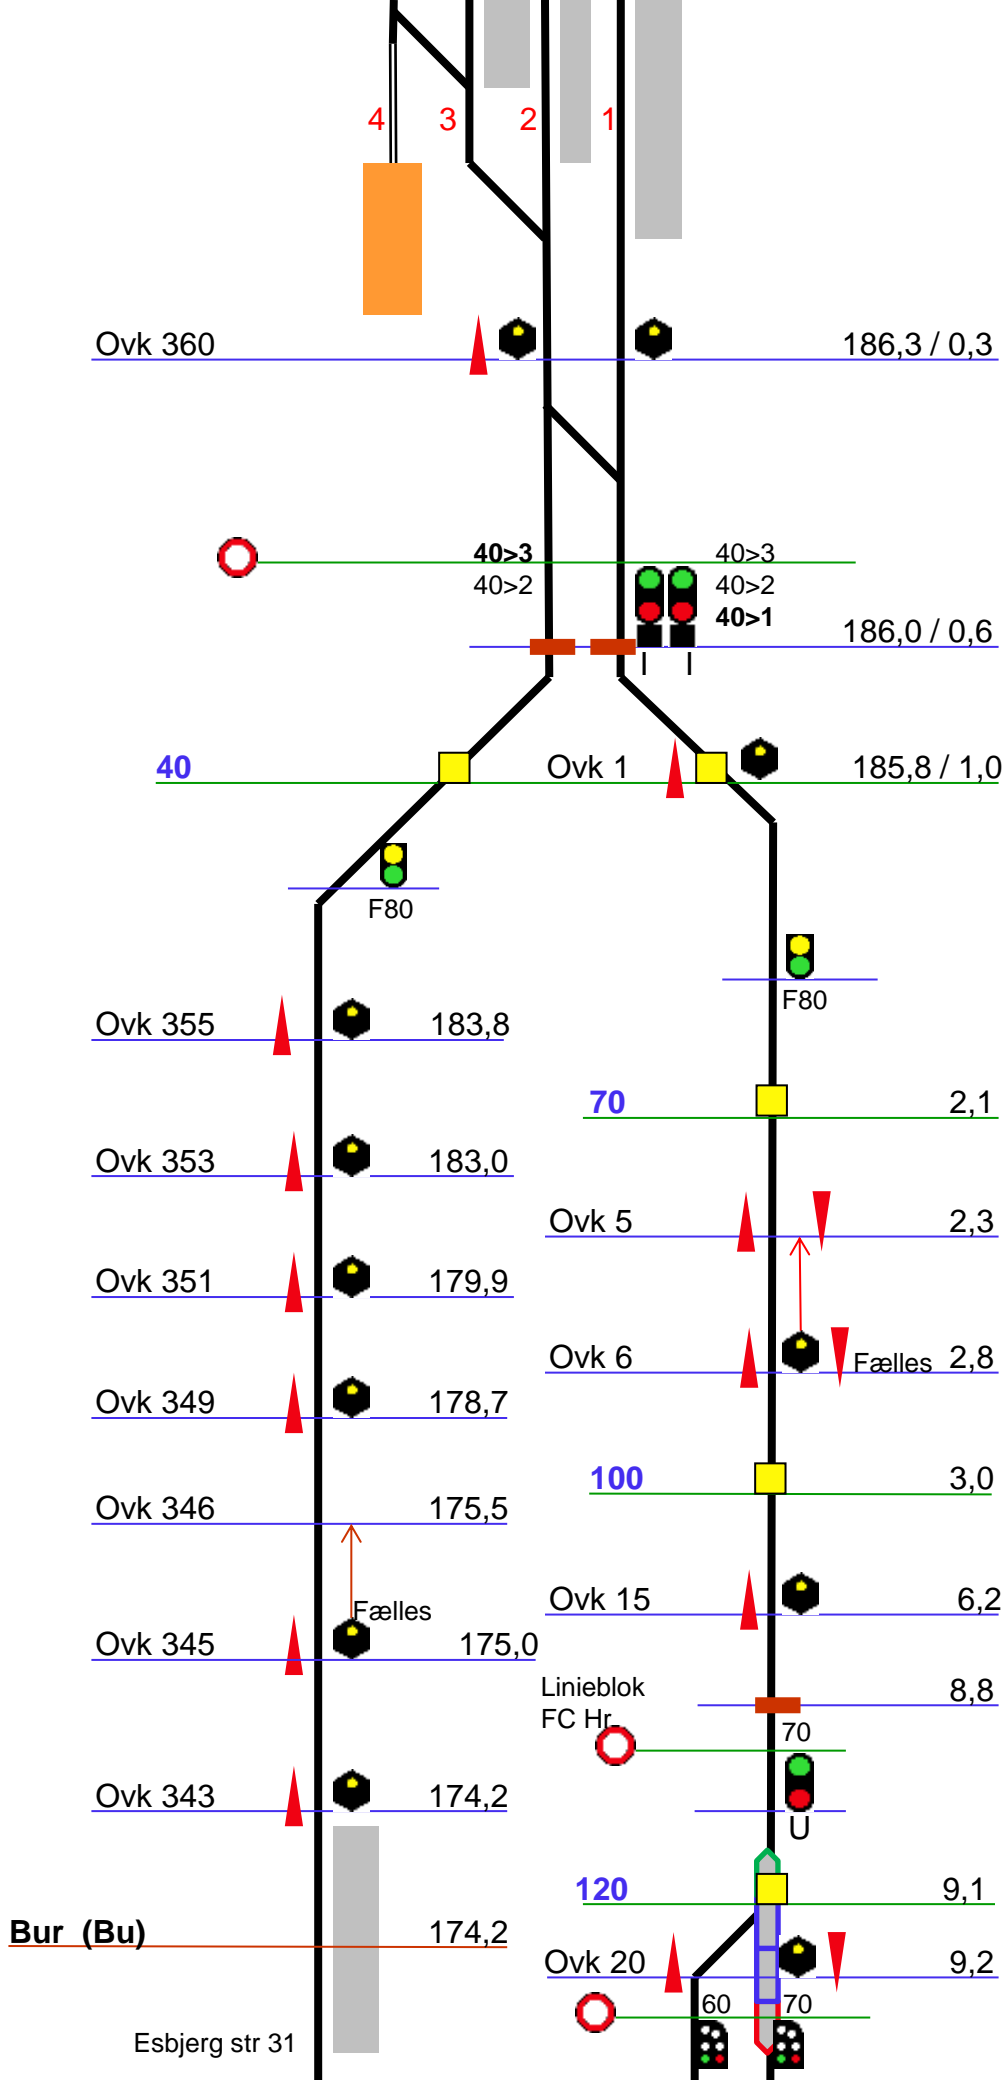 4 3 2 1
Ovk 360 186,3 / 0,3
40>3 40>3
40>2 40>2
40>1
186,0 / 0,6
I I
40 Ovk 1 185,8 / 1,0
F80
F80
Ovk 355 183,8
70 2,1
Ovk 353 183,0
Ovk 5 2,3
Ovk 351 179,9
Ovk 6 Fælles 2,8
Ovk 349 178,7
100 3,0
Ovk 346 175,5
Ovk 15 6,2
Fælles
Ovk 345 175,0
Linieblok 8,8
FC Hr
70
Ovk 343 174,2
U
120 9,1
Bur (Bu) 174,2
Ovk 20 9,2
60 70
Esbjerg str 31